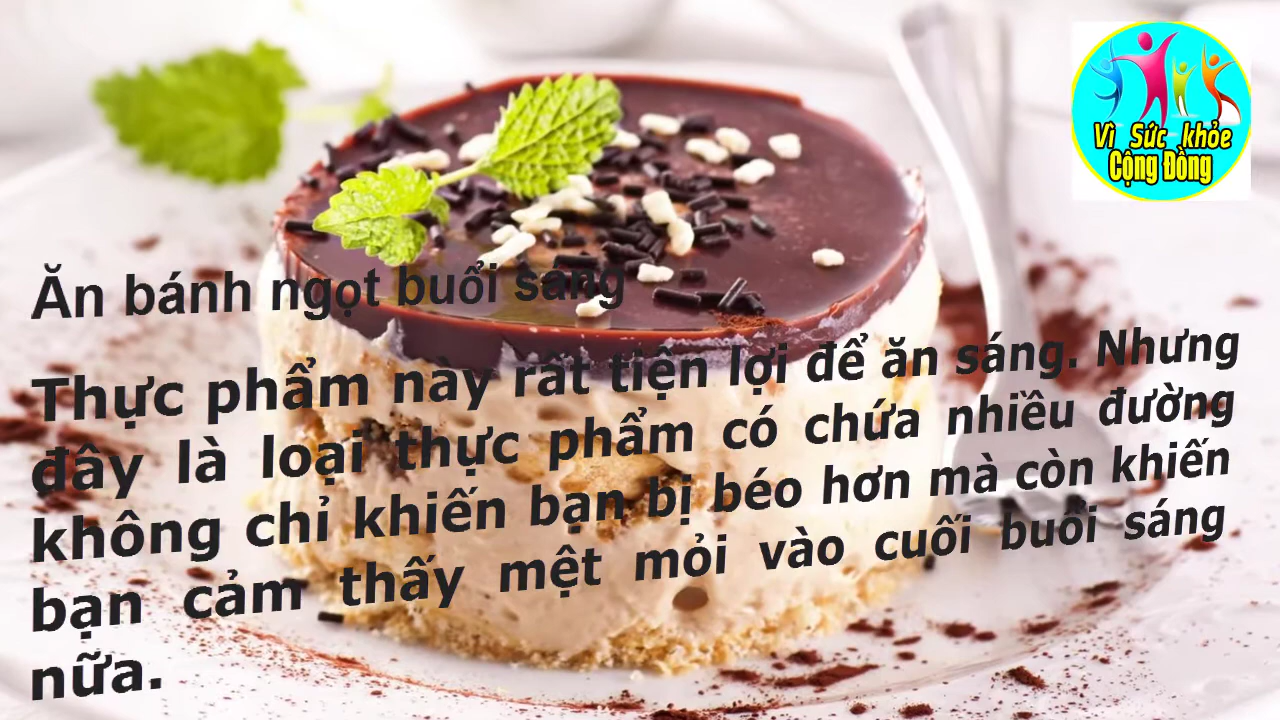 Vì Sức khỏe
Cộng Đồng
Ăn bánh ngọt buổi sáng
Thực phẩm này rất tiện lợi để ăn sáng. Nhưng
đây là loại thực phẩm có chứa nhiều đường
không chỉ khiến bạn bị béo hơn mà còn khiến
bạn cảm thấy mệt mỏi vào cuối buổi sáng
nữa.